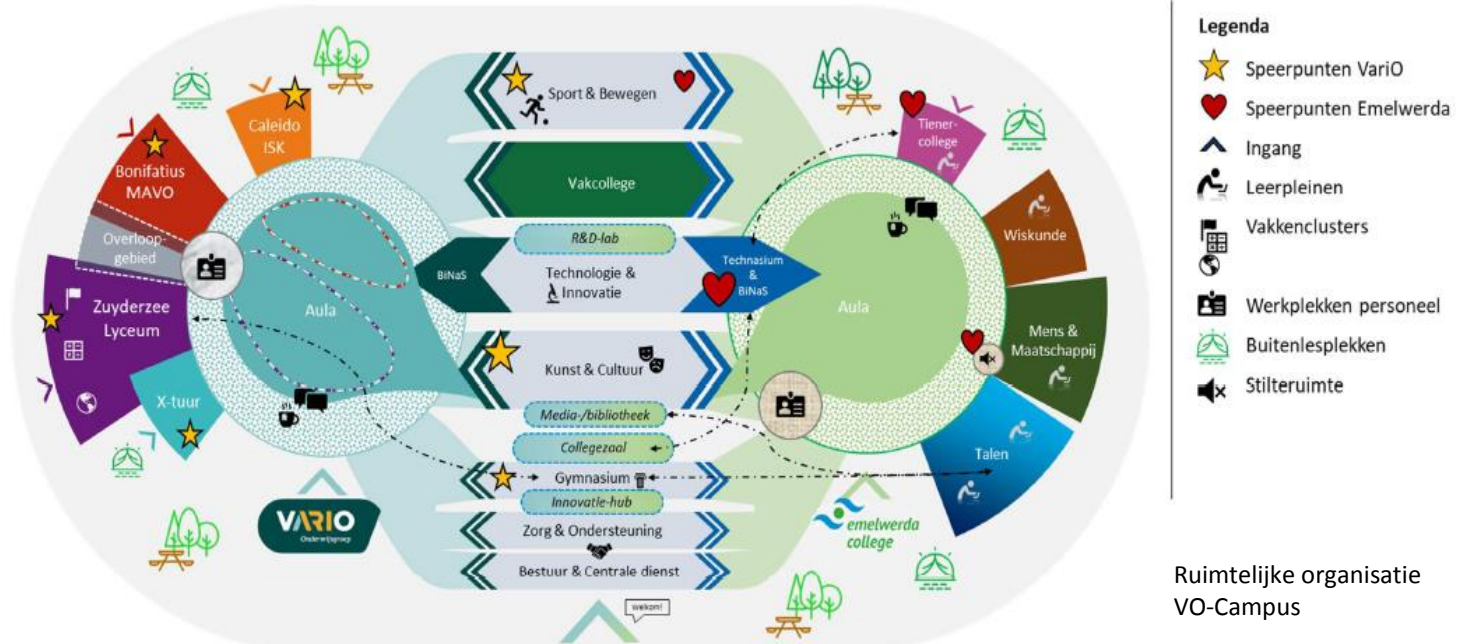 Sport & Bewegen
Caleido
ISK
Bonifatius
MAVO
Overloop-
gebied
Zuyderzee
Lyceum
X-tuur
Aula
Vakcollege
R&D-lab
BiNaS
Technologie &
Innovatie
Technasium
&
BiNaS
Kunst & Cultuur
Media-/bibliotheek
Collegezaal
Gymnasium
Innovatie-hub
Zorg & Ondersteuning
Bestuur & Centrale dienst
welkom!
VARIO
Onderwijsgroep
Tiener-
college
Wiskunde
Aula
Mens &
Maatschappij
Talen
emelwerda
college
Legenda
Speerpunten VariO
Speerpunten Emelwerda
Ingang
Leerpleinen
Vakkenclusters
Werkplekken personeel
Buitenlesplekken
Stilteruimte
Ruimtelijke organisatie
VO-Campus